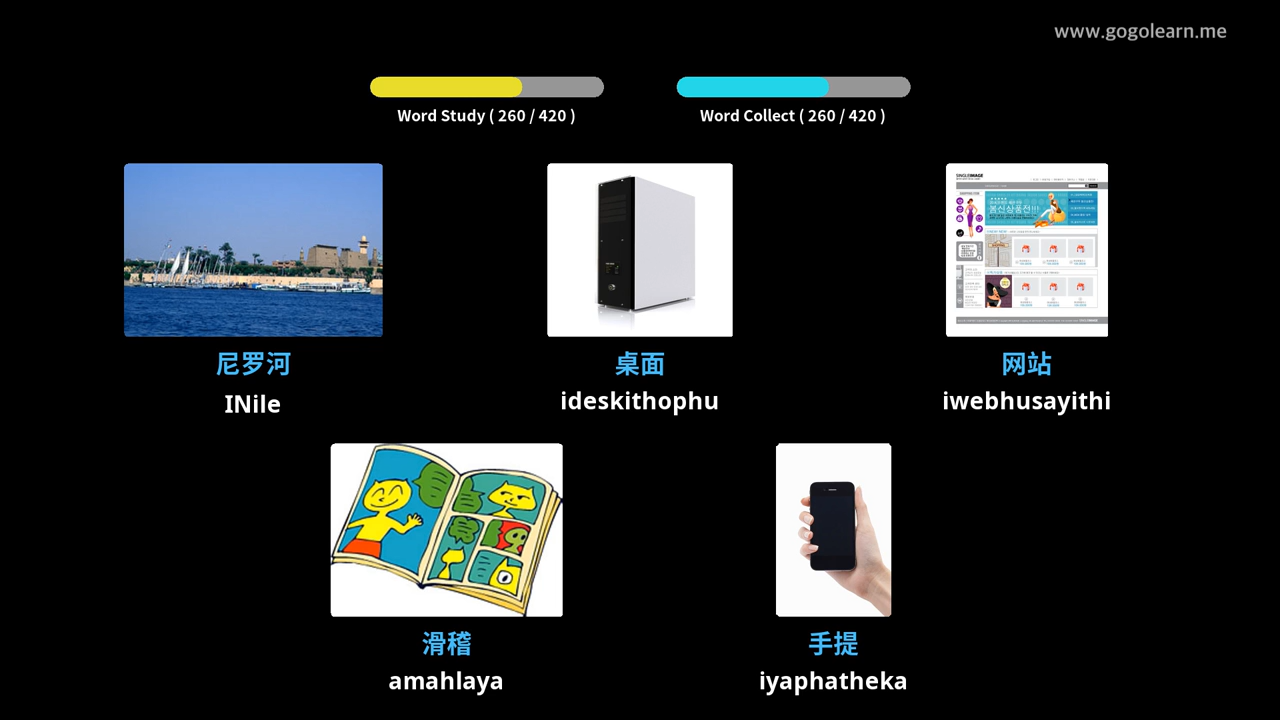 www.gogolearn.me
Word Study ( 260 / 420 )
Word Collect ( 260 / 420 )
尼罗河
INile
桌面
ideskithophu
网站
iwebhusayithi
滑稽
amahlaya
手提
iyaphatheka